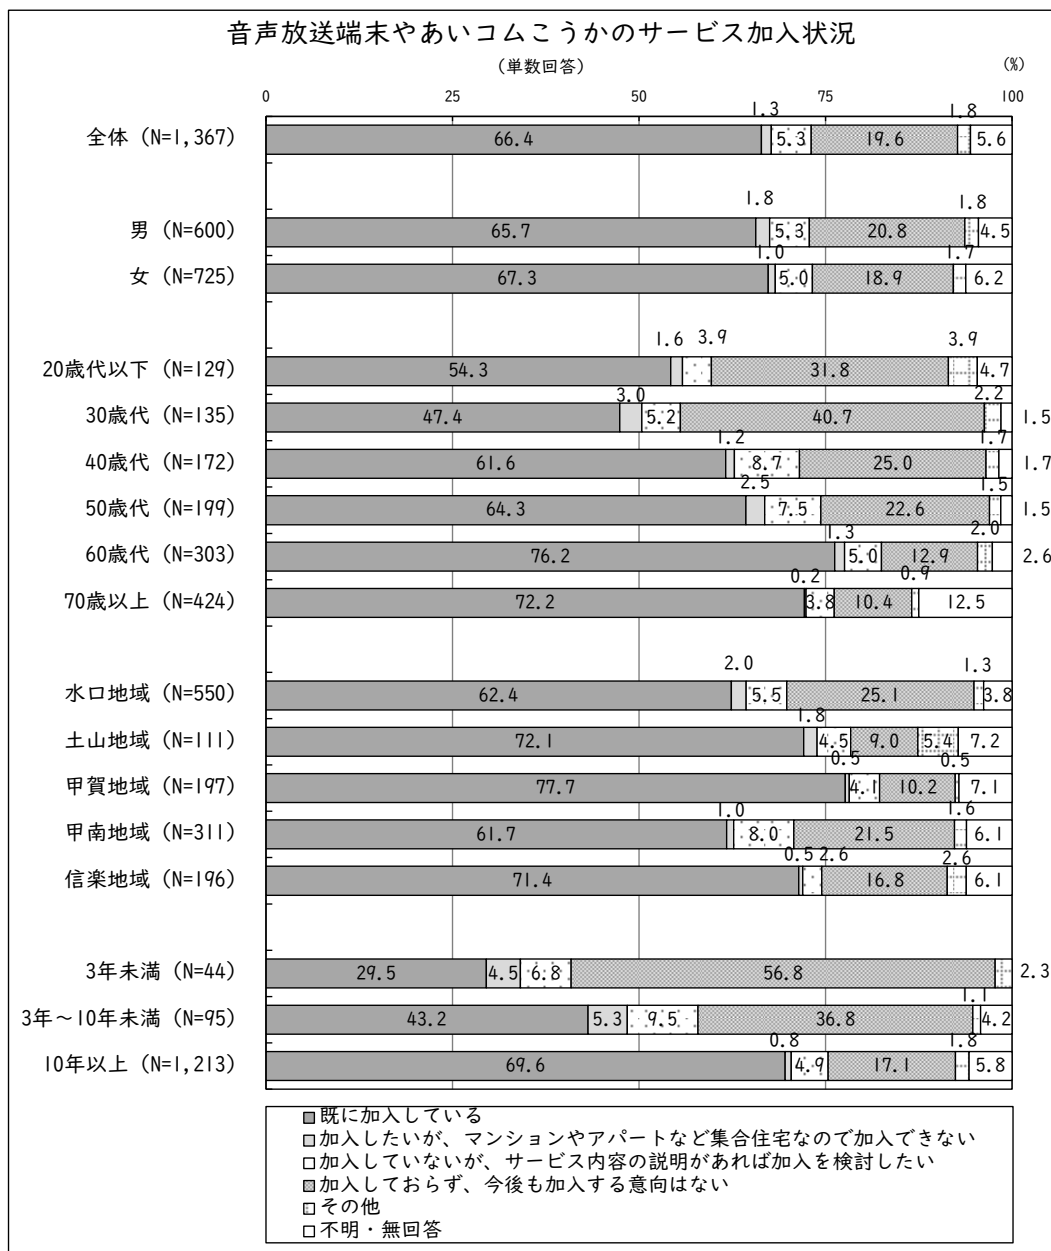 音声放送端末やあいコムこうかのサービス加入状況
(単数回答)
(%)
0 25 50 75 100
1.3 1.8
全体 (N=1,367) 66.4 5.3 19.6 5.6
1.8 1.8
男 (N=600) 65.7 5.3 20.8 4.5
1.0 1.7
女 (N=725) 67.3 5.0 18.9 6.2
1.6 3.9 3.9
20歳代以下 (N=129) 54.3 31.8 4.7
3.0 2.2
30歳代 (N=135) 47.4 5.2 40.7 1.5
1.2 1.7
40歳代 (N=172) 61.6 8.7 25.0 1.7
2.5 1.5
50歳代 (N=199) 64.3 7.5 22.6 1.5
1.3 2.0
60歳代 (N=303) 76.2 5.0 12.9 2.6
0.2 0.9
70歳以上 (N=424) 72.2 3.8 10.4 12.5
2.0 1.3
水口地域 (N=550) 62.4 5.5 25.1 3.8
1.8
土山地域 (N=111) 72.1 4.5 9.0 5.4 7.2
0.5 0.5
甲賀地域 (N=197) 77.7 4.1 10.2 7.1
1.0 1.6
甲南地域 (N=311) 61.7 8.0 21.5 6.1
0.5 2.6 2.6
信楽地域 (N=196) 71.4 16.8 6.1
3年未満 (N=44) 29.5 4.5 6.8 56.8 2.3
1.1
3年～10年未満 (N=95) 43.2 5.3 9.5 36.8 4.2
0.8 1.8
10年以上 (N=1,213) 69.6 4.9 17.1 5.8
既に加入している
加入したいが、マンションやアパートなど集合住宅なので加入できない
加入していないが、サービス内容の説明があれば加入を検討したい
加入しておらず、今後も加入する意向はない
その他
不明・無回答